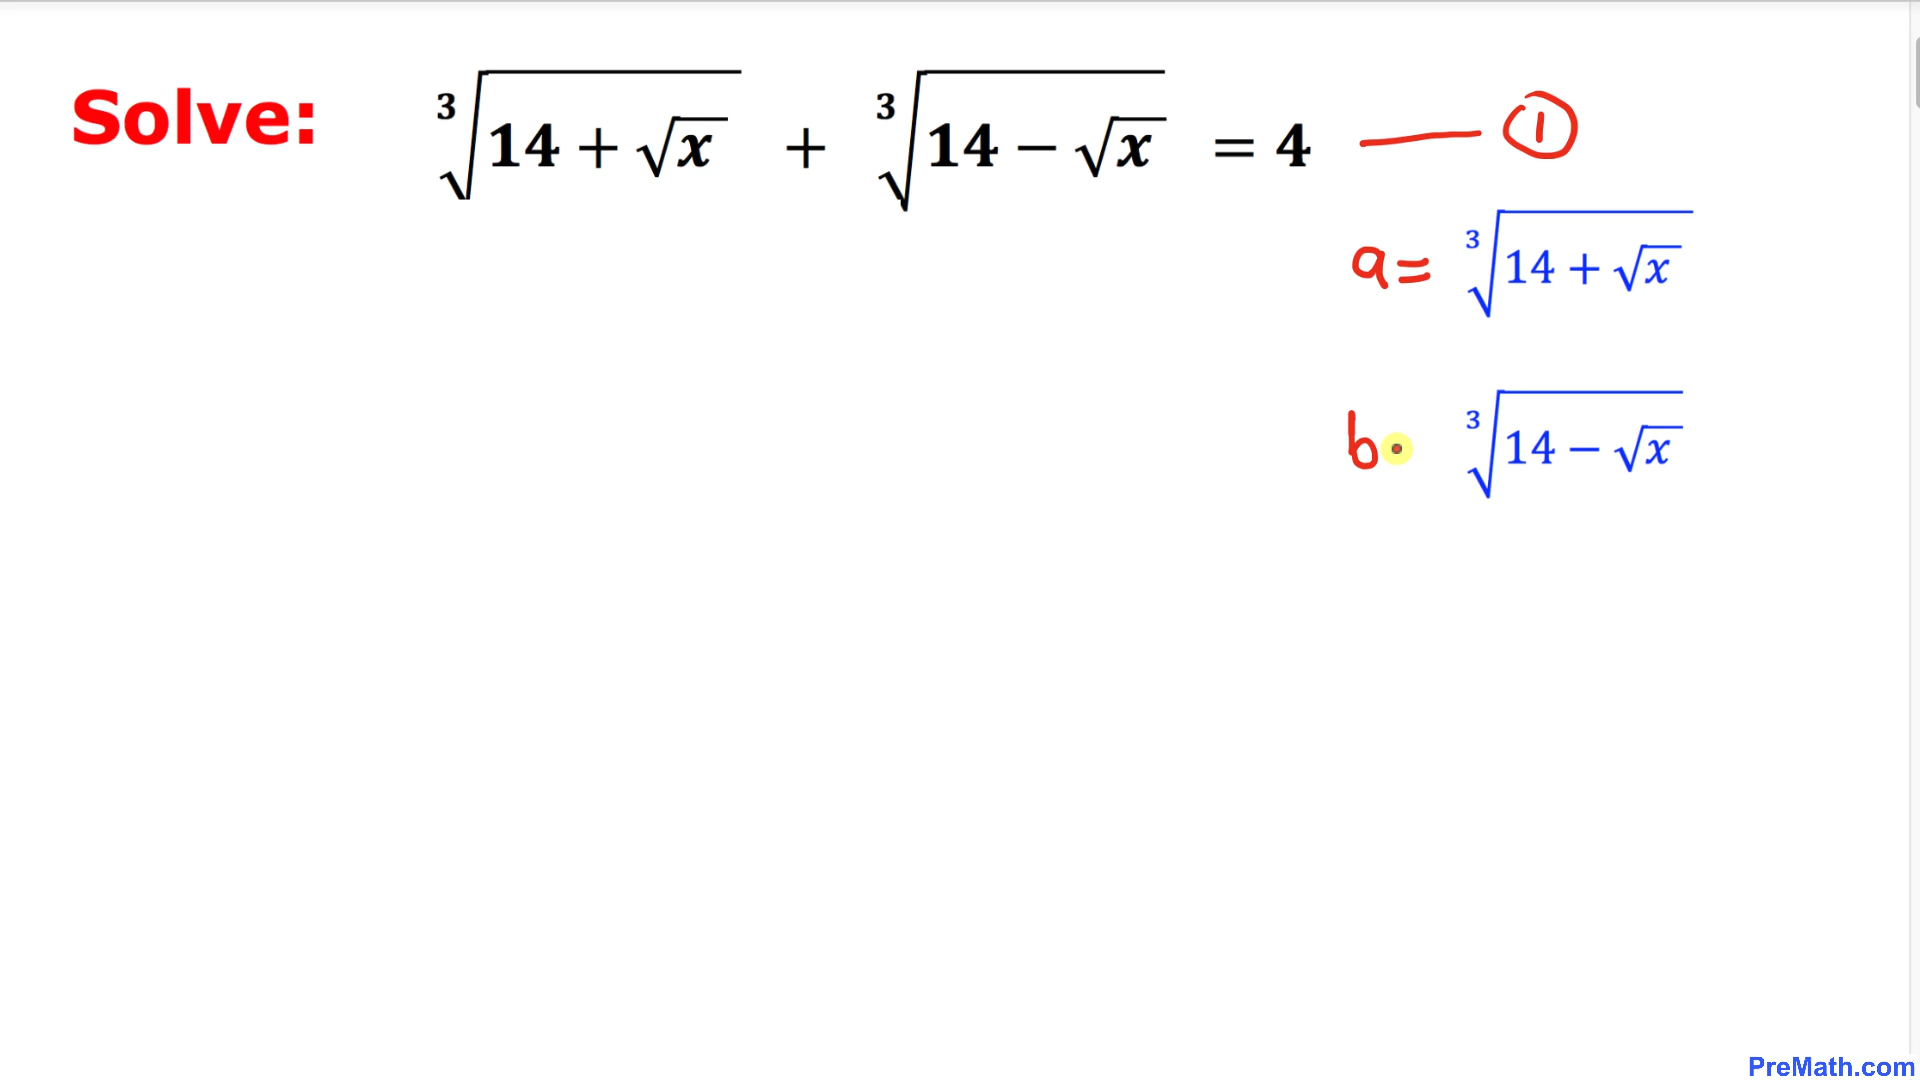 Solve: ∛(14 + √x) + ∛(14 − √x) = 4 — ①
a = ∛(14 + √x)
b ∛(14 − √x)
PreMath.com